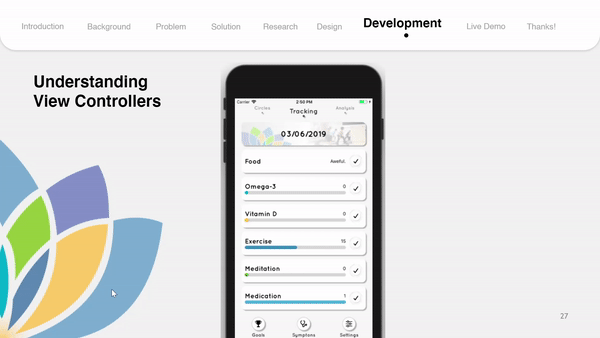 Introduction Background Problem Solution Research Design Development Live Demo Thanks!
Understanding
View Controllers
Carrier 2:50 PM
Circles Tracking Analysis
03/06/2019
Food Aweful.
Omega-3 0
Vitamin D 0
Exercise 15
Meditation 0
Medication 1
Goals Symptoms Settings
27